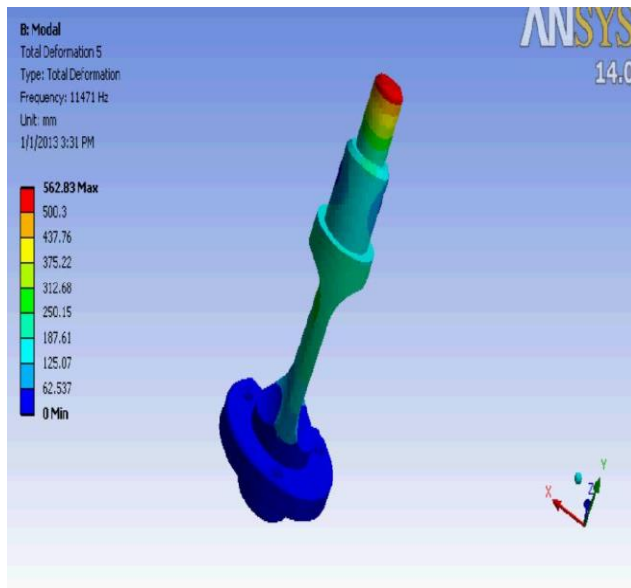 B: Modal
Total Deformation 5
Type: Total Deformation
Frequency: 11471 Hz
Unit: mm
1/1/2013 3:31 PM
ANSYS
14.0
562.83 Max
500.3
437.76
375.22
312.68
250.15
187.61
125.07
62.537
0 Min
Y
X
Z